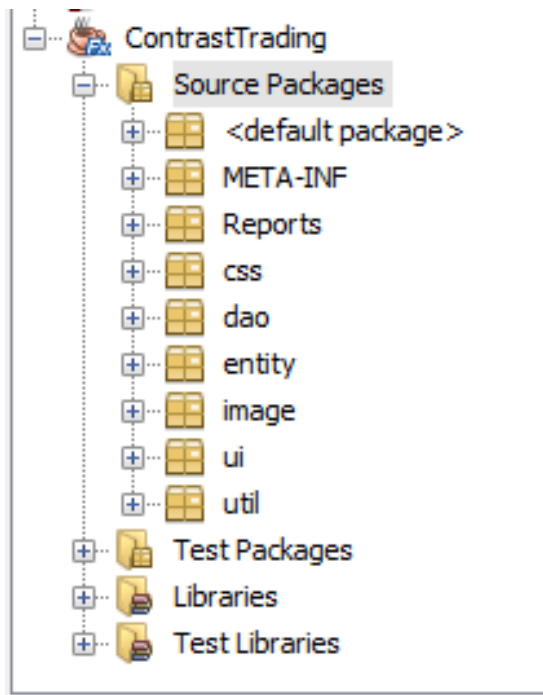 ContrastTrading
Source Packages
<default package>
META-INF
Reports
css
dao
entity
image
ui
util
Test Packages
Libraries
Test Libraries